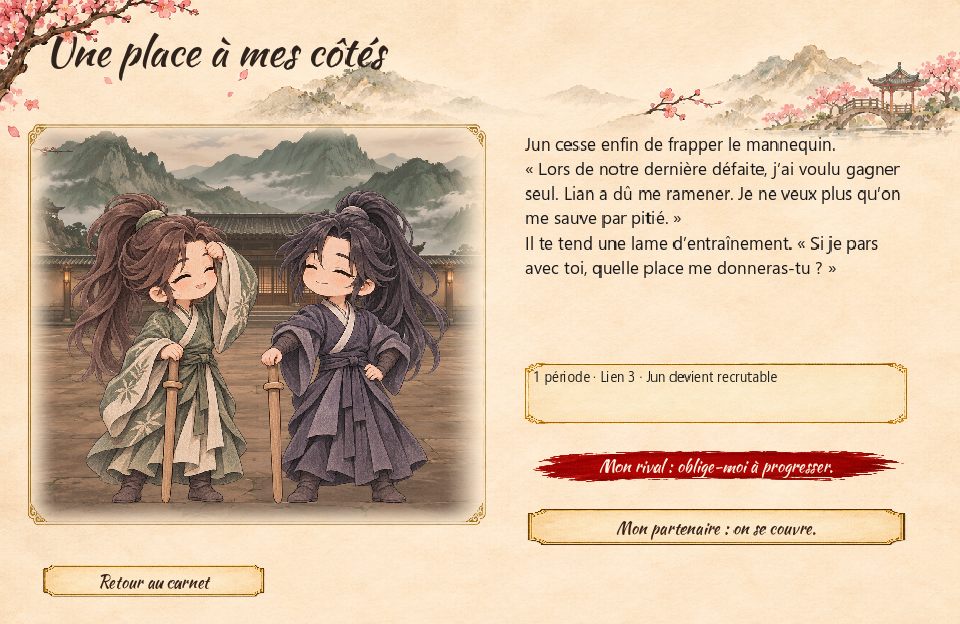 Une place à mes côtés
Jun cesse enfin de frapper le mannequin.
« Lors de notre dernière défaite, j’ai voulu gagner
seul. Lian a dû me ramener. Je ne veux plus qu’on
me sauve par pitié. »
Il te tend une lame d’entraînement. « Si je pars
avec toi, quelle place me donneras-tu ? »
1 période · Lien 3 · Jun devient recrutable
Mon rival : oblige-moi à progresser.
Mon partenaire : on se couvre.
Retour au carnet